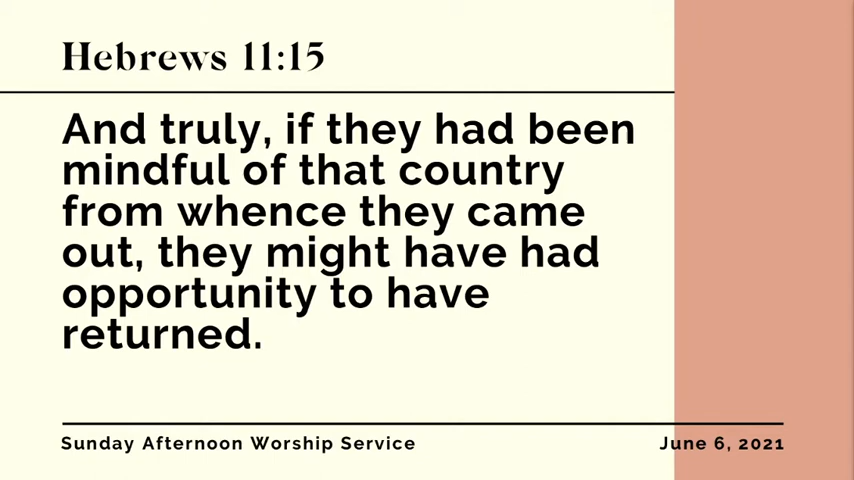 Hebrews 11:15
And truly, if they had been
mindful of that country
from whence they came
out, they might have had
opportunity to have
returned.
Sunday Afternoon Worship Service
June 6, 2021